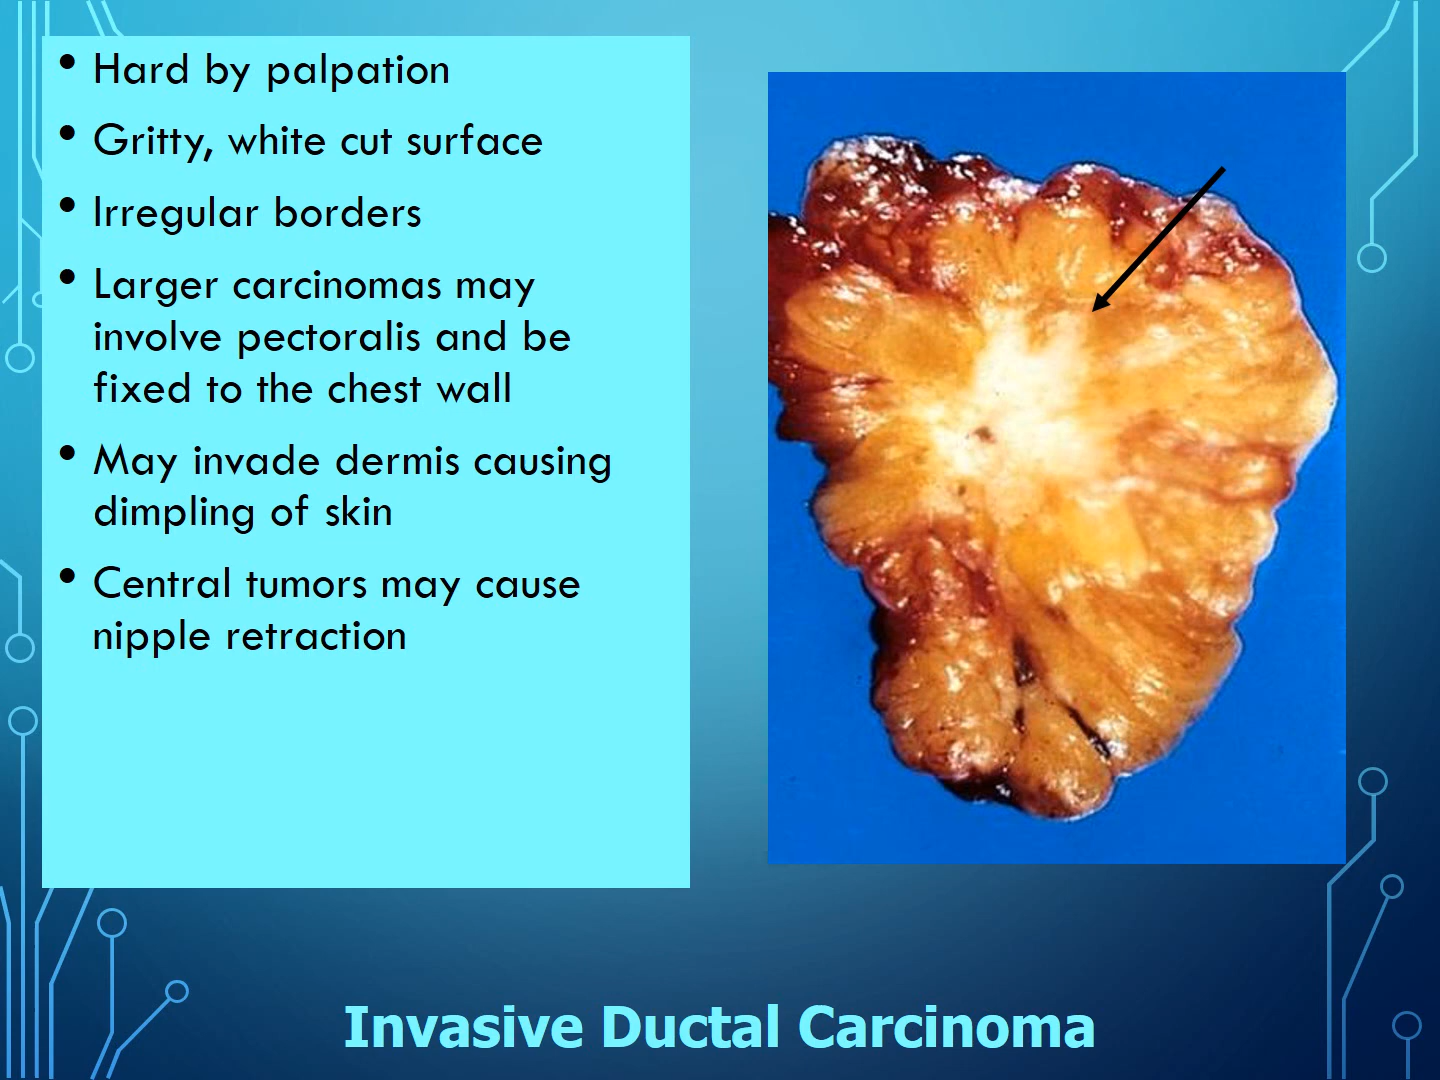 • Hard by palpation
• Gritty, white cut surface
• Irregular borders
• Larger carcinomas may
involve pectoralis and be
fixed to the chest wall
• May invade dermis causing
dimpling of skin
• Central tumors may cause
nipple retraction
Invasive Ductal Carcinoma